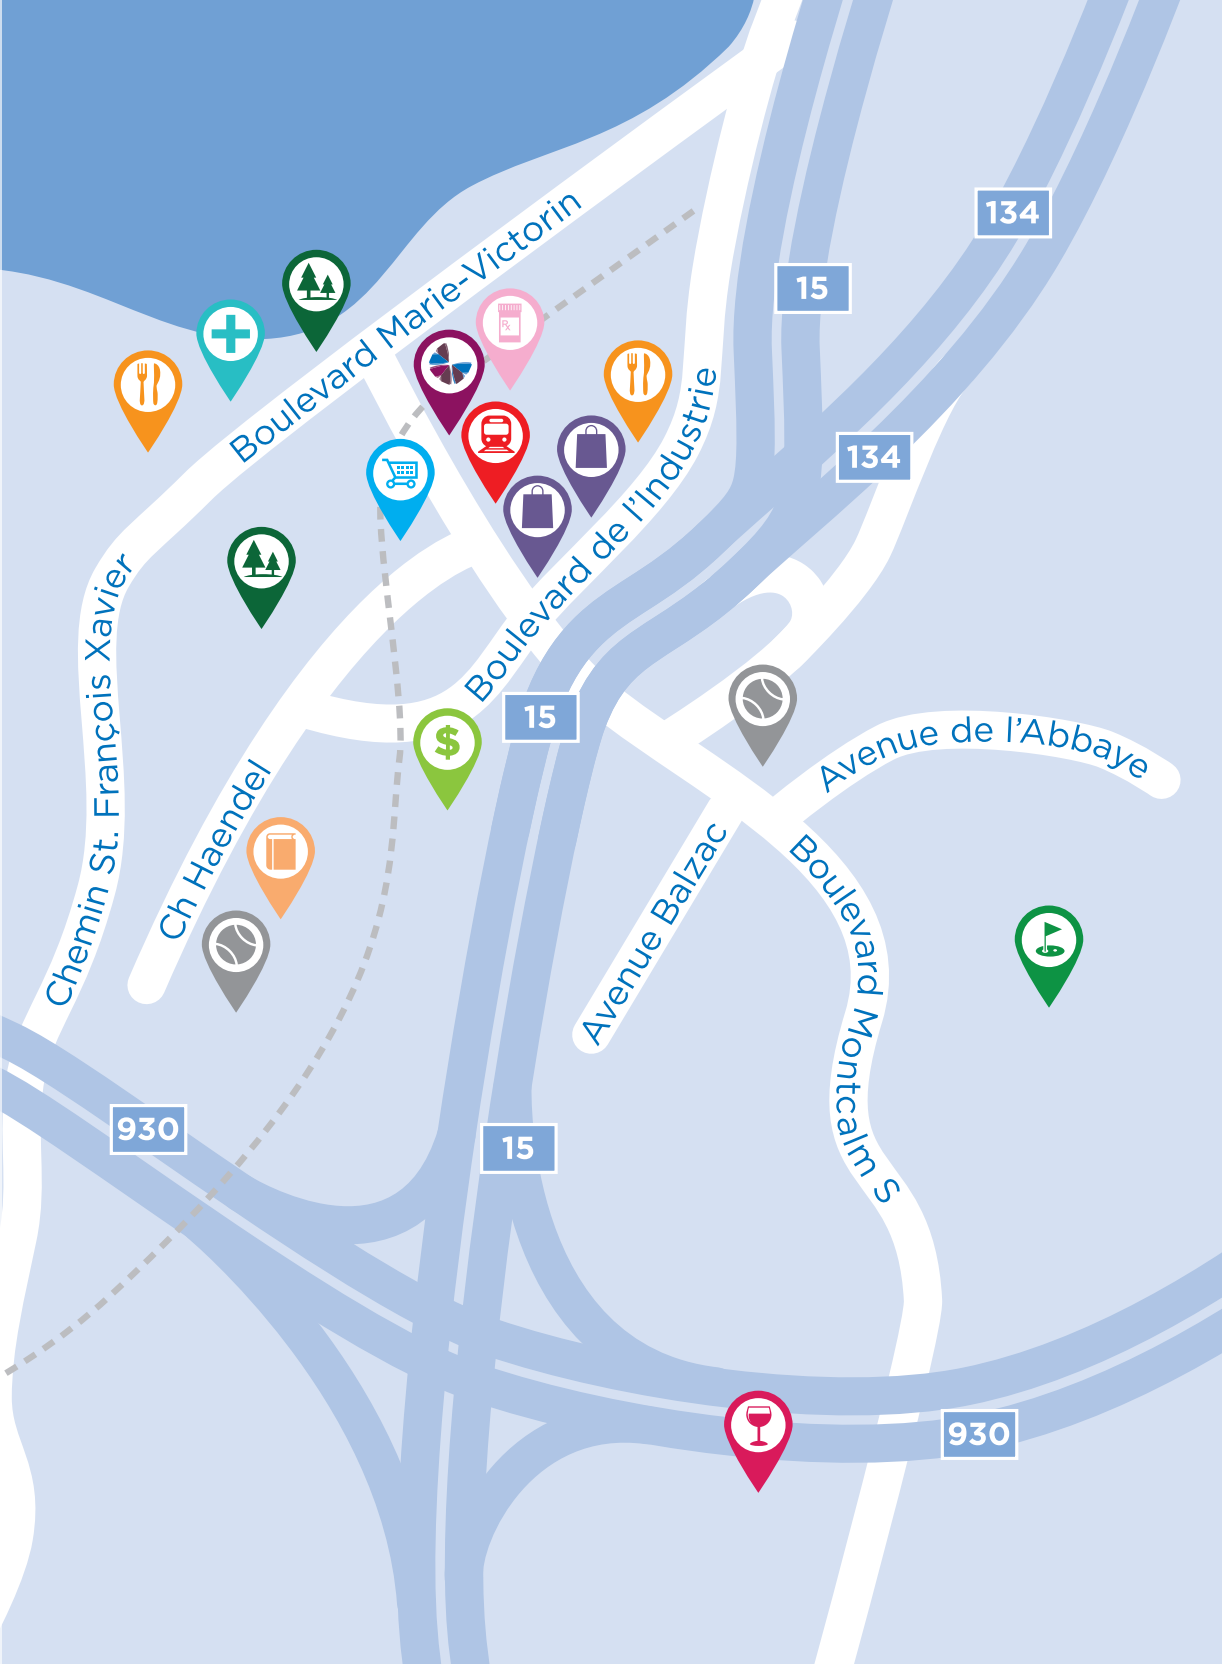 134
15
Boulevard Marie-Victorin
Rx
Boulevard de l'Industrie
134
Chemin St. François Xavier
15
$
Avenue de l'Abbaye
Ch Haendel
Avenue Balzac
Boulevard Montcalm S
930
15
930